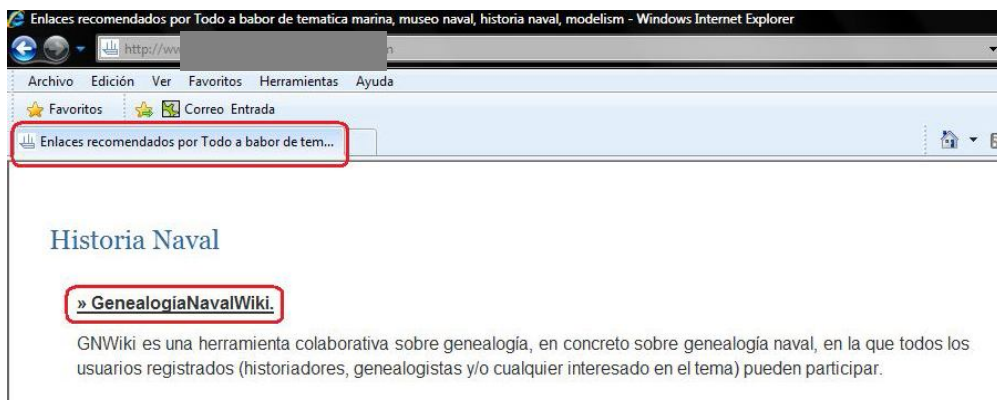 Enlaces recomendados por Todo a babor de tematica marina, museo naval, historia naval, modelism - Windows Internet Explorer
http://ww
Archivo Edición Ver Favoritos Herramientas Ayuda
Favoritos Correo Entrada
Enlaces recomendados por Todo a babor de tem...
Historia Naval
» GenealogíaNavalWiki.
GNWiki es una herramienta colaborativa sobre genealogía, en concreto sobre genealogía naval, en la que todos los
usuarios registrados (historiadores, genealogistas y/o cualquier interesado en el tema) pueden participar.